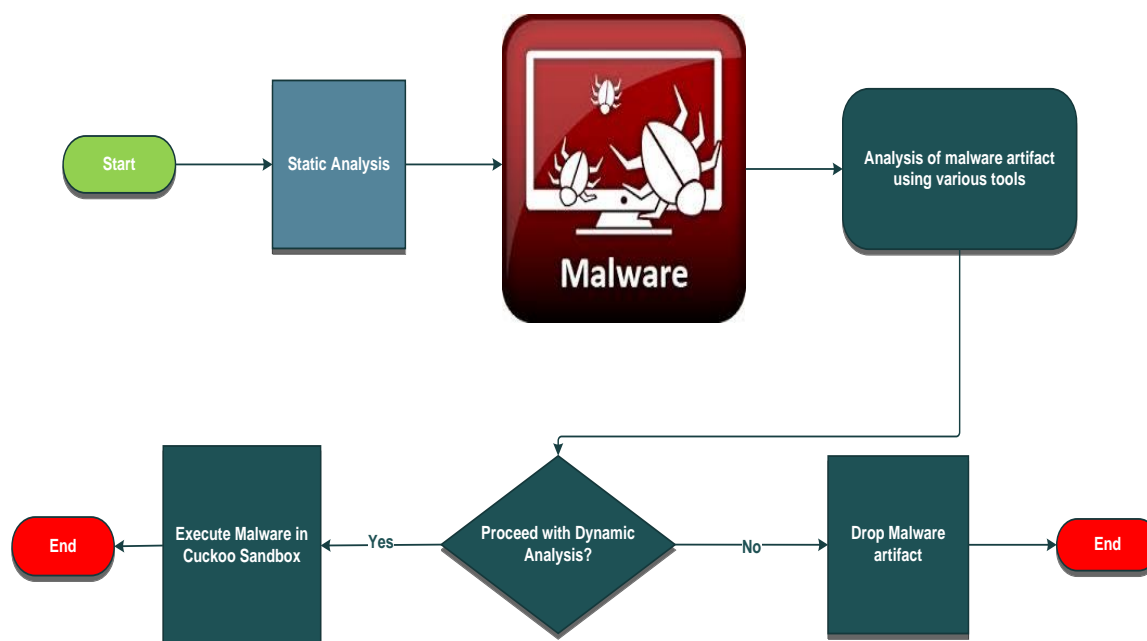 Start
Static Analysis
Malware
Analysis of malware artifact
using various tools
End
Execute Malware in
Cuckoo Sandbox
Yes
Proceed with Dynamic
Analysis?
No
Drop Malware
artifact
End